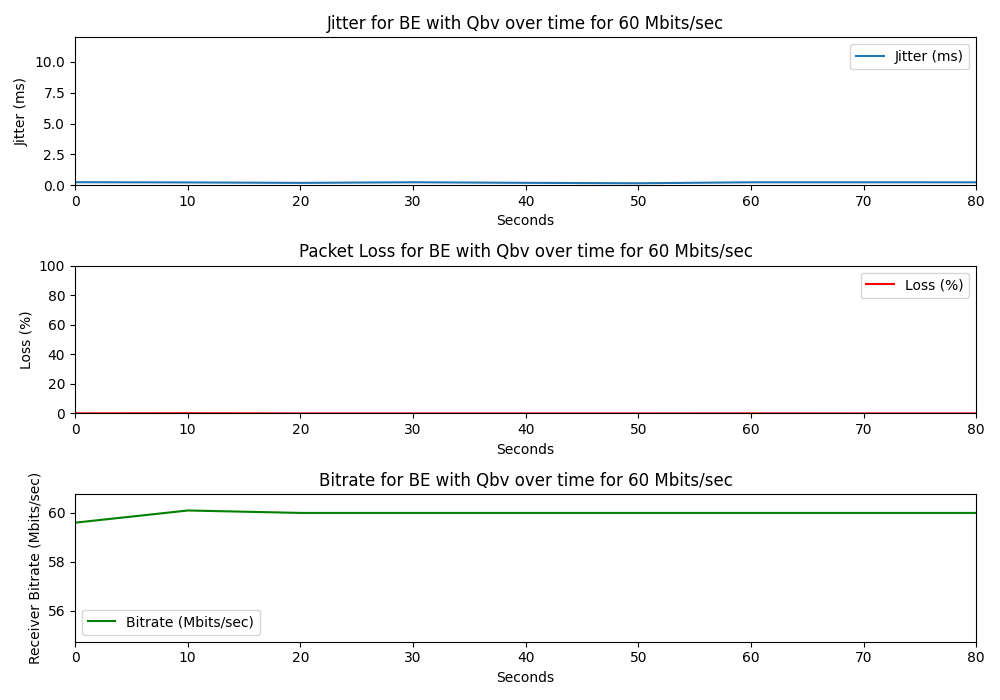 Jitter for BE with Qbv over time for 60 Mbits/sec
Jitter (ms)
10.0
7.5
5.0
2.5
0.0
Jitter (ms)
0 10 20 30 40 50 60 70 80
Seconds
Packet Loss for BE with Qbv over time for 60 Mbits/sec
Loss (%)
100
80
60
40
20
0
Loss (%)
0 10 20 30 40 50 60 70 80
Seconds
Bitrate for BE with Qbv over time for 60 Mbits/sec
Receiver Bitrate (Mbits/sec)
60
58
56
Bitrate (Mbits/sec)
0 10 20 30 40 50 60 70 80
Seconds